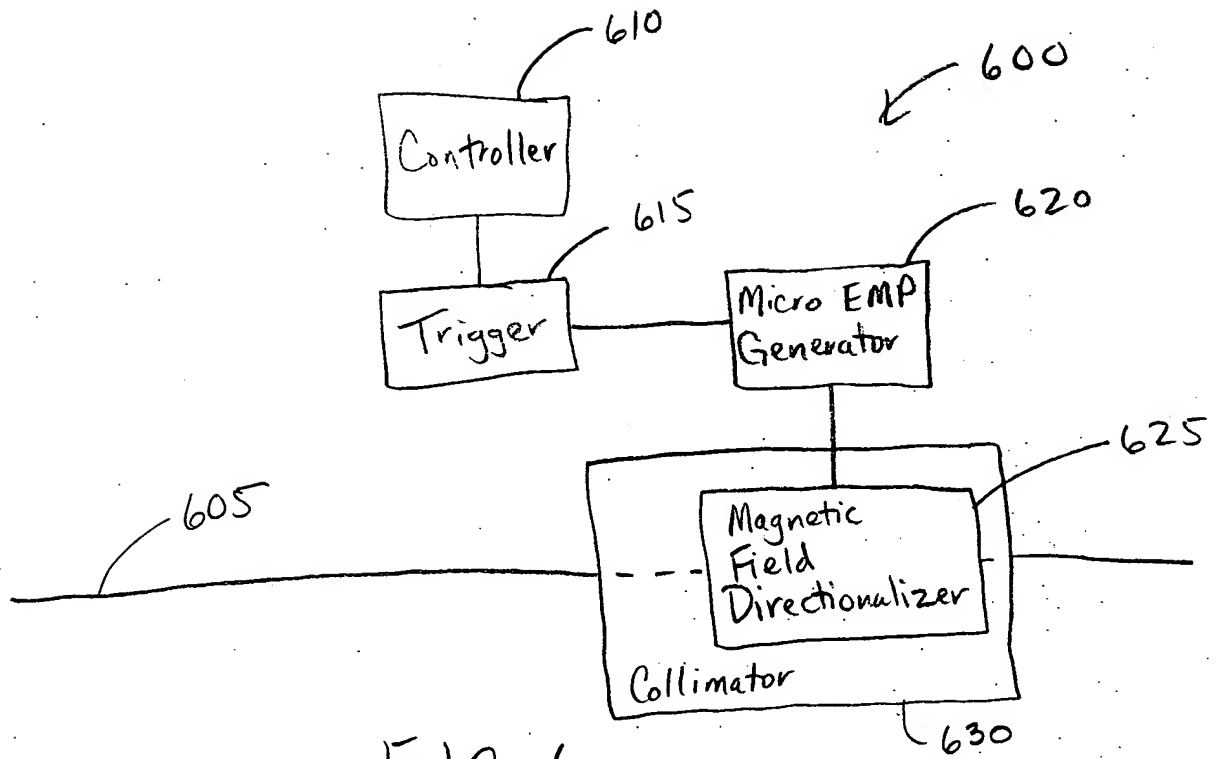 610
600
Controller
615
620
Trigger
Micro EMP
Generator
625
605
Magnetic
Field
Directionalizer
Collimator
630